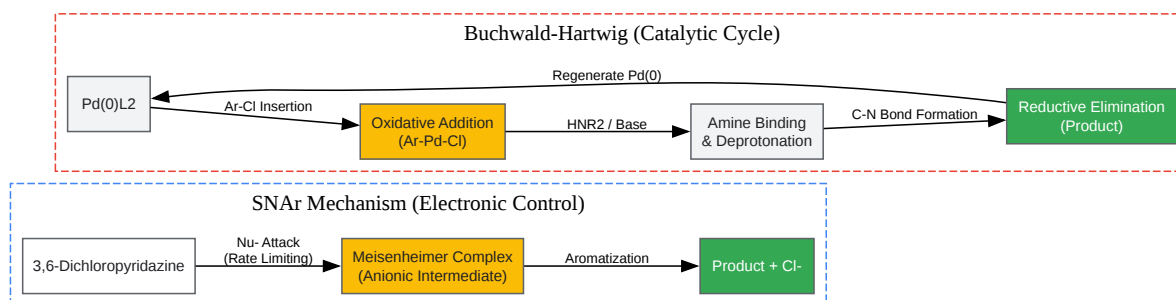 Buchwald-Hartwig (Catalytic Cycle)
Regenerate Pd(0)
Pd(0)L2
Ar-Cl Insertion
Oxidative Addition
(Ar-Pd-Cl)
HNR2 / Base
Amine Binding
& Deprotonation
C-N Bond Formation
Reductive Elimination
(Product)
SNAr Mechanism (Electronic Control)
3,6-Dichloropyridazine
Nu- Attack
(Rate Limiting)
Meisenheimer Complex
(Anionic Intermediate)
Aromatization
Product + Cl-